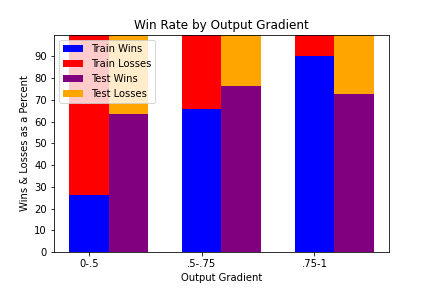 Win Rate by Output Gradient
Train Wins
Train Losses
Test Wins
Test Losses
Wins & Losses as a Percent
90
80
70
60
50
40
30
20
10
0
0-.5
.5-.75
.75-1
Output Gradient